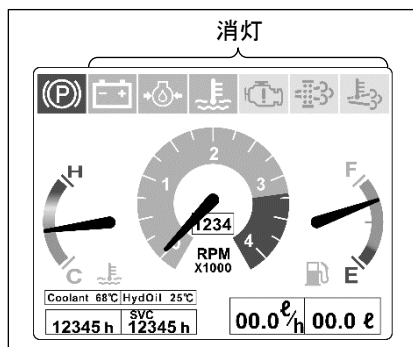 消灯
(P)
H
F
1
2
3
4
1234
RPM
X1000
C
E
Coolant 68℃ HydOil 25℃
SVC
12345 h 12345 h
00.0 ℓ/h 00.0 ℓ